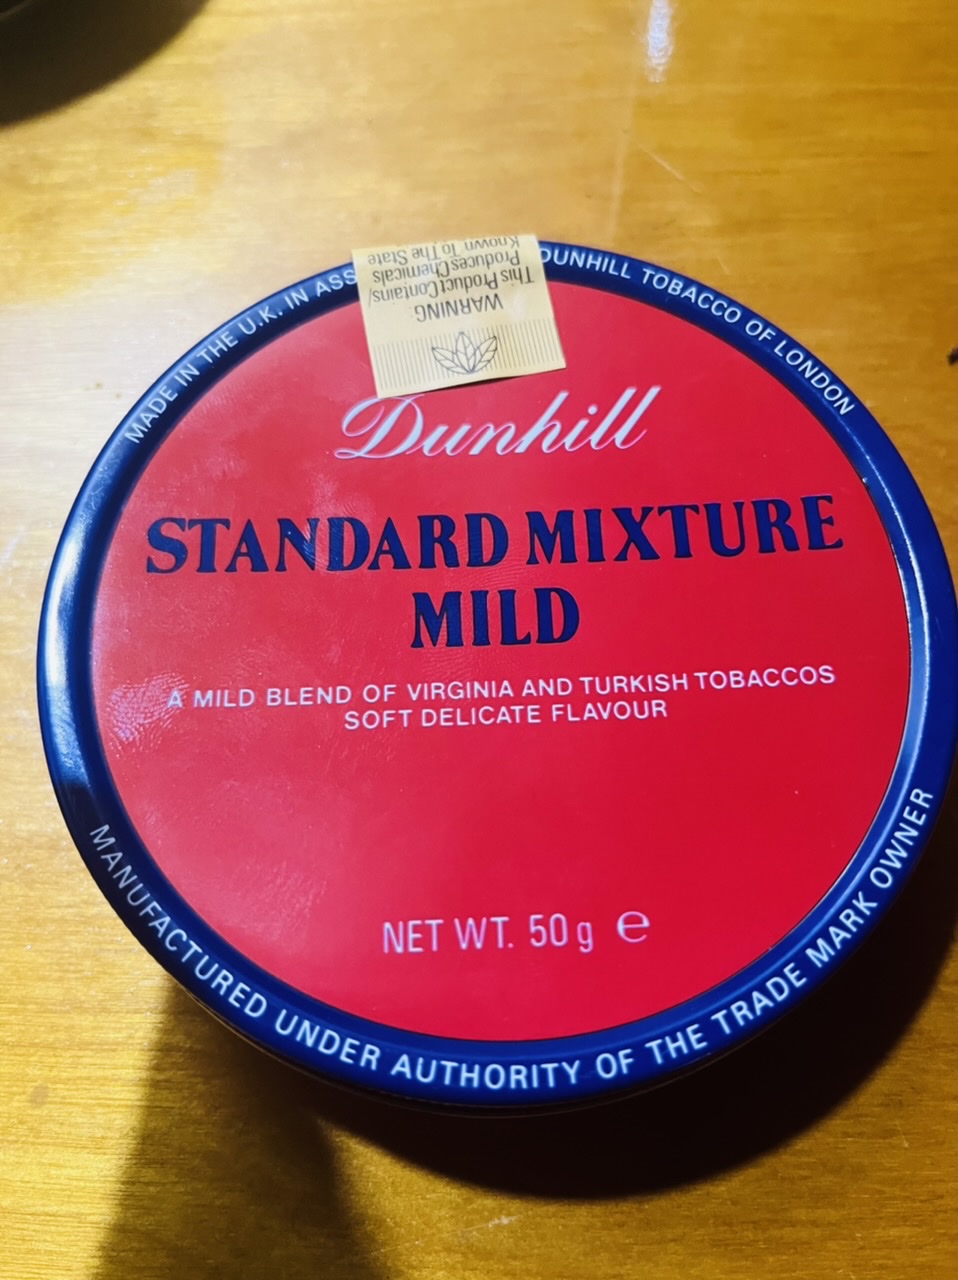 MADE IN THE U.K. IN ASS
DUNHILL TOBACCO OF LONDON
WARNING:
This Product Contains/
Produces Chemicals
Known To The State
Dunhill
STANDARD MIXTURE
MILD
A MILD BLEND OF VIRGINIA AND TURKISH TOBACCOS
SOFT DELICATE FLAVOUR
NET WT. 50g e
MANUFACTURED UNDER AUTHORITY OF THE TRADE MARK OWNER